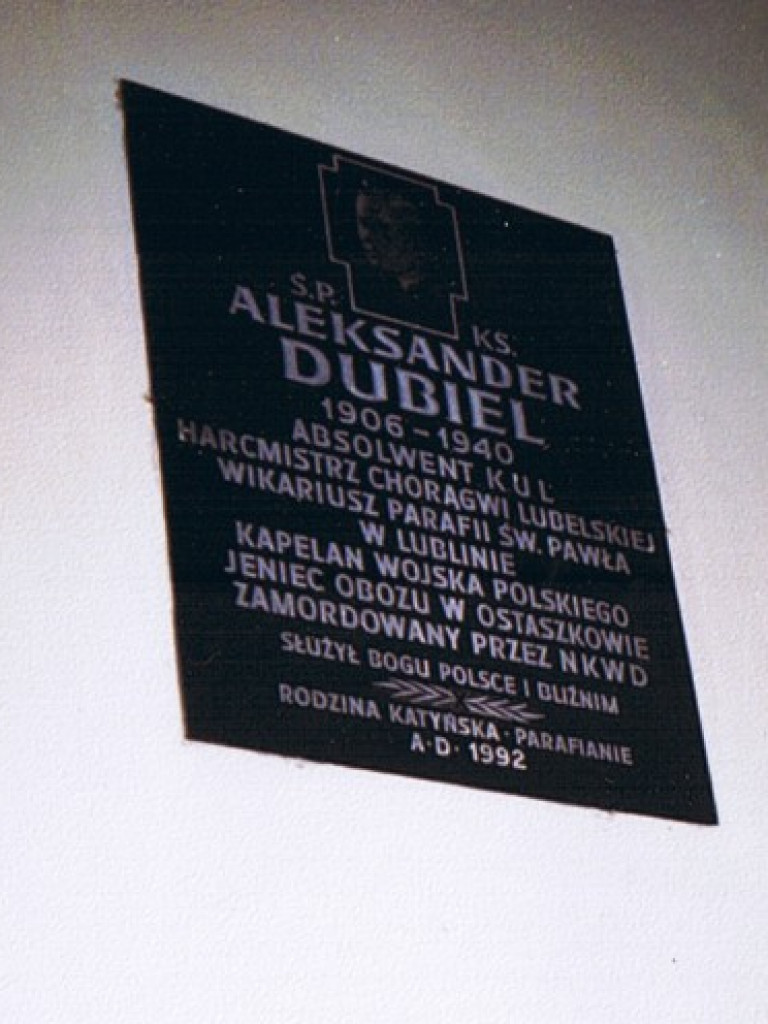 Ś.P. KS.
ALEKSANDER
DUBIEL
1906-1940
ABSOLWENT K U L
HARCMISTRZ CHORĄGWI LUBELSKIEJ
WIKARIUSZ PARAFII ŚW. PAWŁA
W LUBLINIE
KAPELAN WOJSKA POLSKIEGO
JENIEC OBOZU W OSTASZKOWIE
ZAMORDOWANY PRZEZ NKWD
SŁUŻYŁ BOGU POLSCE I BLIŹNIM
RODZINA KATYŃSKA · PARAFIANIE
A·D· 1992